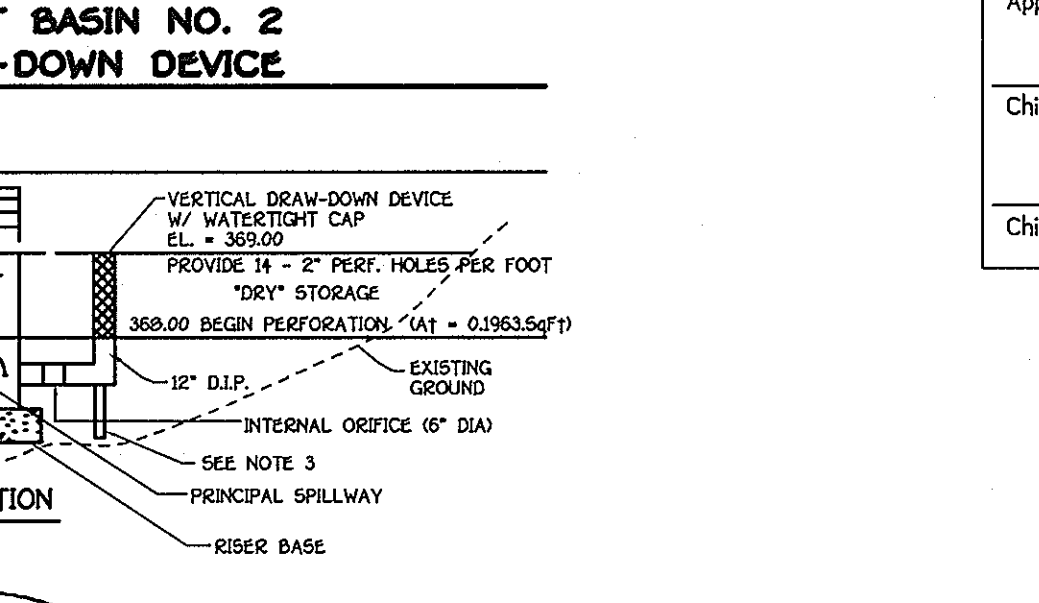 T BASIN NO. 2
-DOWN DEVICE
App
Chi
Chi
VERTICAL DRAW-DOWN DEVICE
W/ WATERTIGHT CAP
EL. = 369.00
PROVIDE 14 - 2" PERF. HOLES PER FOOT
"DRY" STORAGE
368.00 BEGIN PERFORATION (At = 0.1963.SqFt)
EXISTING
GROUND
12" D.I.P.
INTERNAL ORIFICE (6" DIA)
SEE NOTE 3
PRINCIPAL SPILLWAY
TION
RISER BASE